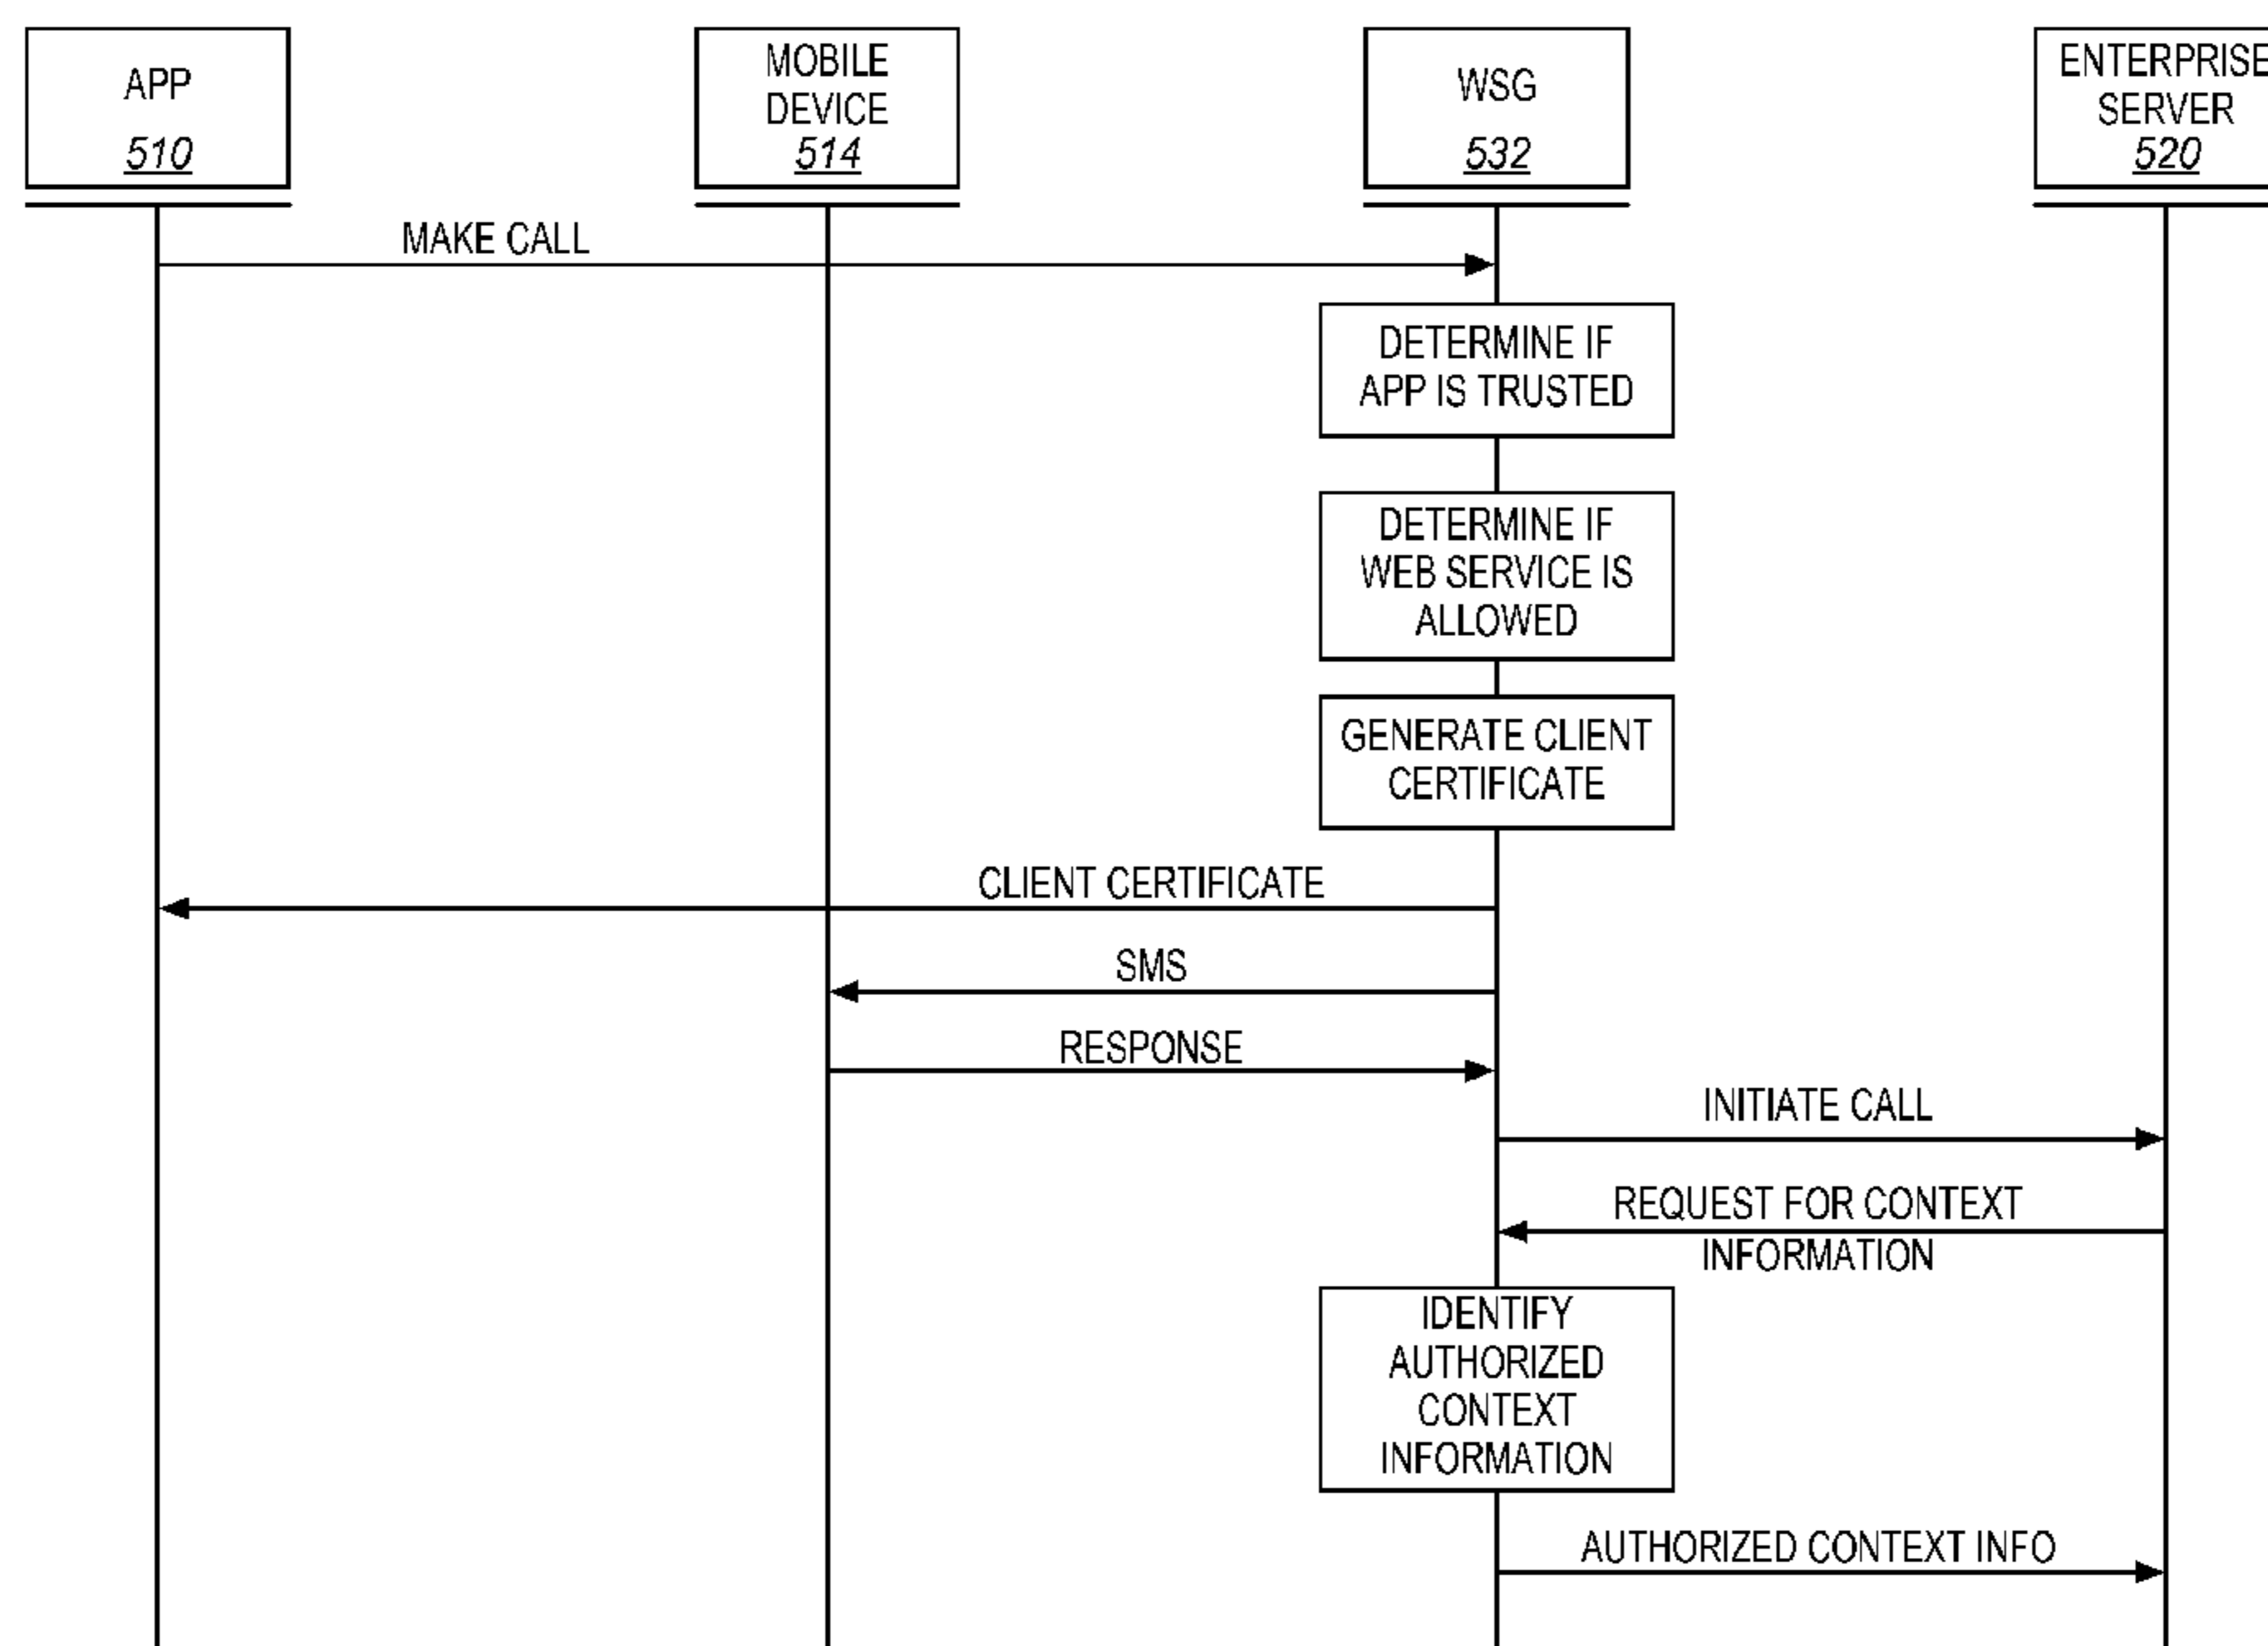 APP
510
MOBILE
DEVICE
514
WSG
532
ENTERPRISE
SERVER
520
MAKE CALL
DETERMINE IF
APP IS TRUSTED
DETERMINE IF
WEB SERVICE IS
ALLOWED
GENERATE CLIENT
CERTIFICATE
CLIENT CERTIFICATE
SMS
RESPONSE
INITIATE CALL
REQUEST FOR CONTEXT
INFORMATION
IDENTIFY
AUTHORIZED
CONTEXT
INFORMATION
AUTHORIZED CONTEXT INFO